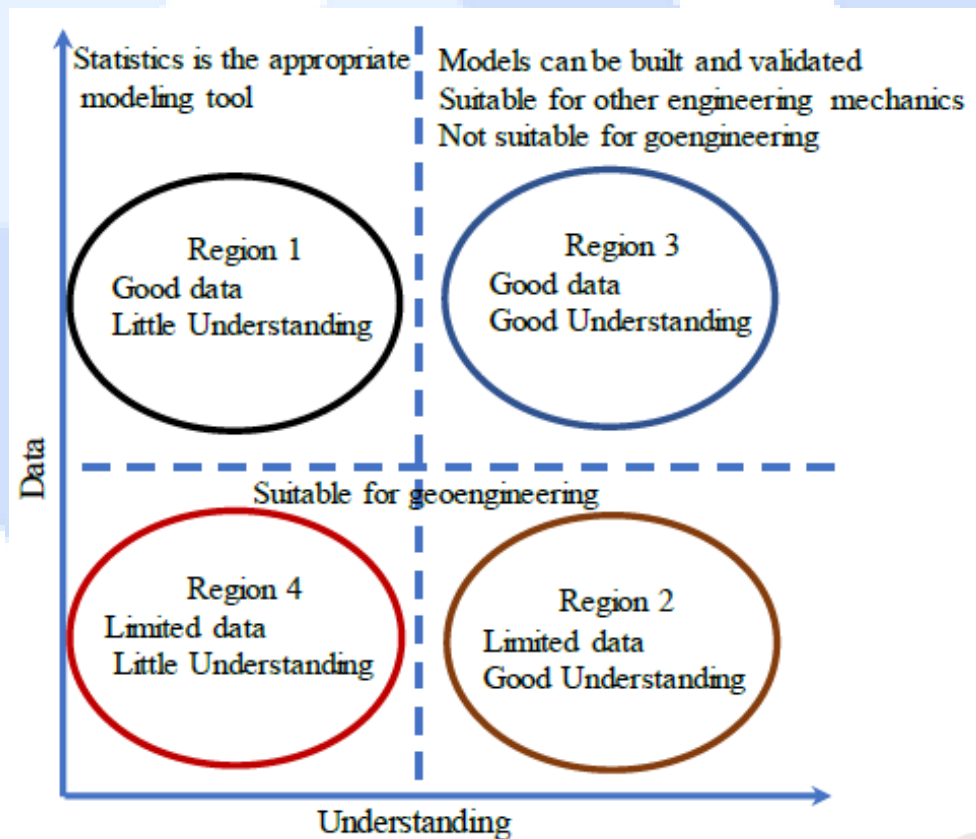 Statistics is the appropriate
modeling tool
Models can be built and validated
Suitable for other engineering mechanics
Not suitable for goengineering
Region 1
Good data
Little Understanding
Region 3
Good data
Good Understanding
Data
Suitable for geoengineering
Region 4
Limited data
Little Understanding
Region 2
Limited data
Good Understanding
Understanding